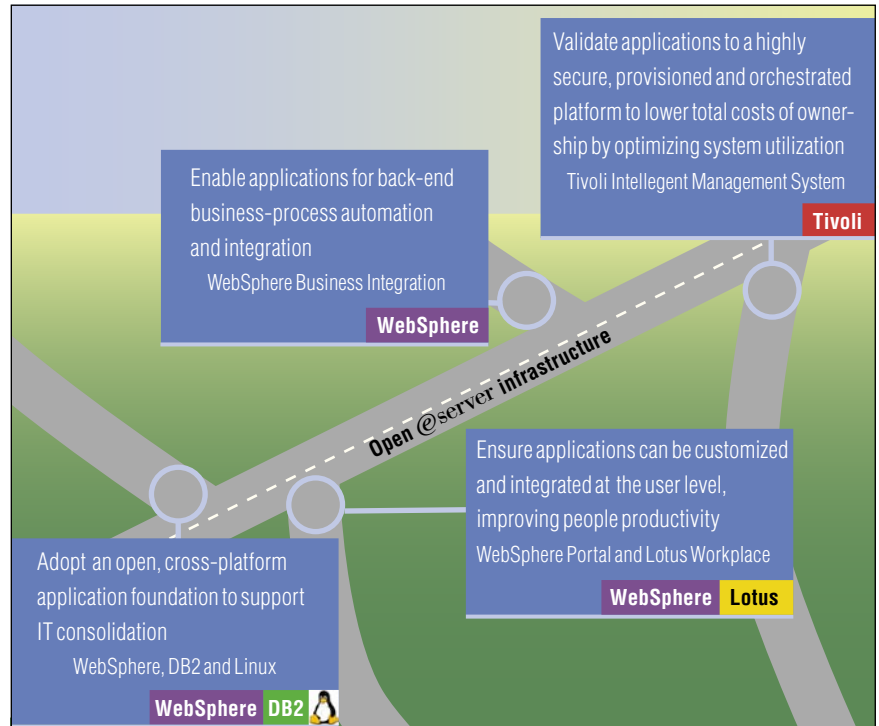 Validate applications to a highly
secure, provisioned and orchestrated
platform to lower total costs of owner-
ship by optimizing system utilization
Tivoli Intellegent Management System
Tivoli
Enable applications for back-end
business-process automation
and integration
WebSphere Business Integration
WebSphere
Open eserver infrastructure
Ensure applications can be customized
and integrated at the user level,
improving people productivity
WebSphere Portal and Lotus Workplace
WebSphere Lotus
Adopt an open, cross-platform
application foundation to support
IT consolidation
WebSphere, DB2 and Linux
WebSphere DB2